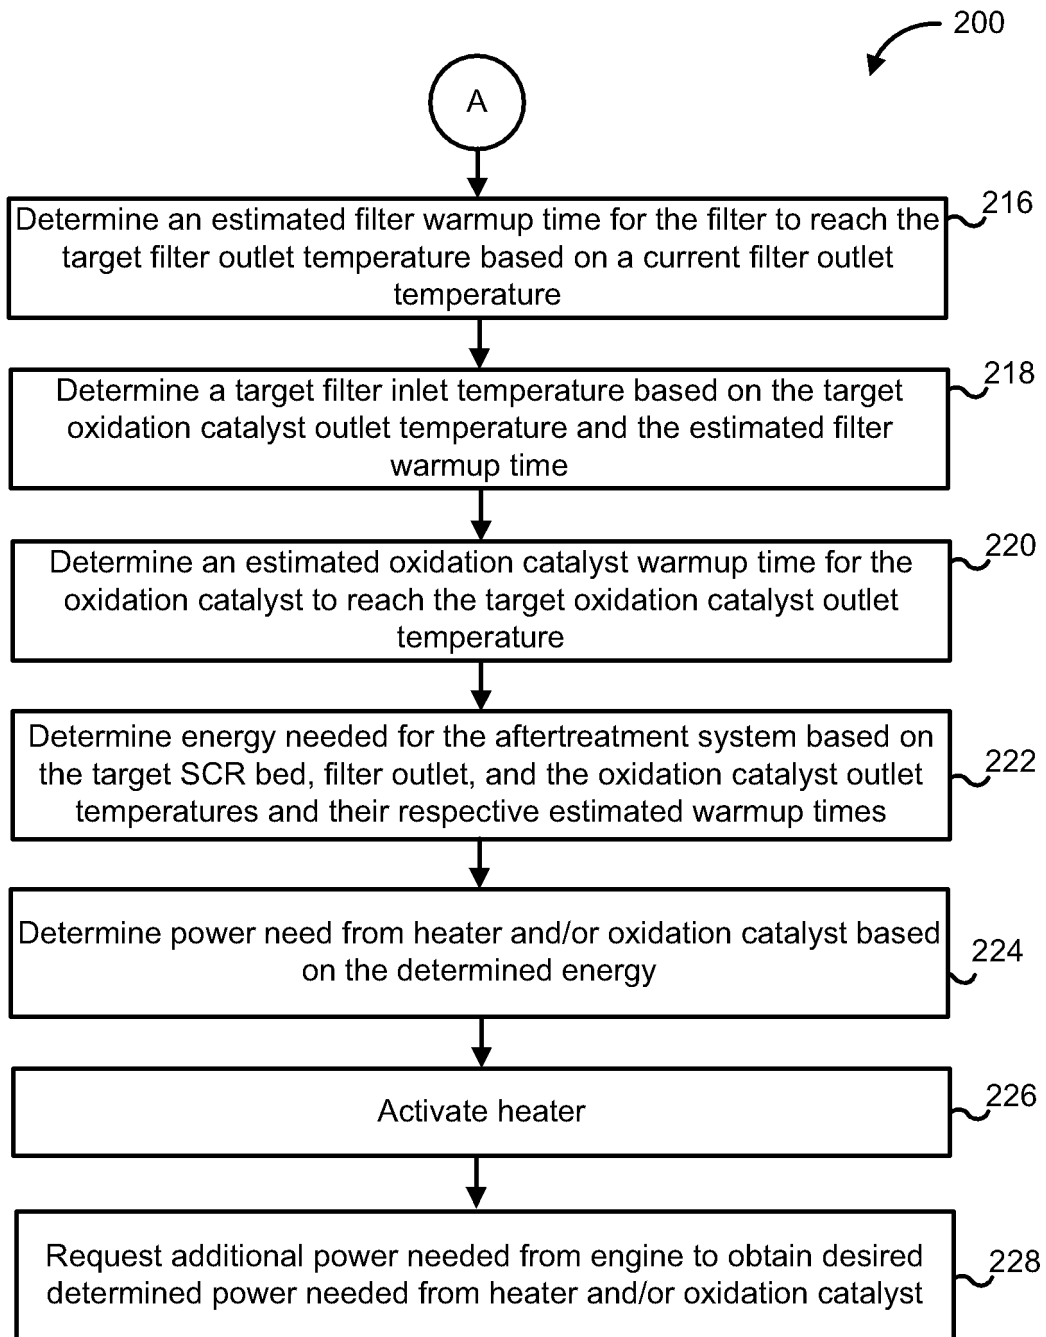 200
A
Determine an estimated filter warmup time for the filter to reach the
target filter outlet temperature based on a current filter outlet
temperature
216
Determine a target filter inlet temperature based on the target
oxidation catalyst outlet temperature and the estimated filter
warmup time
218
Determine an estimated oxidation catalyst warmup time for the
oxidation catalyst to reach the target oxidation catalyst outlet
temperature
220
Determine energy needed for the aftertreatment system based on
the target SCR bed, filter outlet, and the oxidation catalyst outlet
temperatures and their respective estimated warmup times
222
Determine power need from heater and/or oxidation catalyst based
on the determined energy
224
Activate heater
226
Request additional power needed from engine to obtain desired
determined power needed from heater and/or oxidation catalyst
228